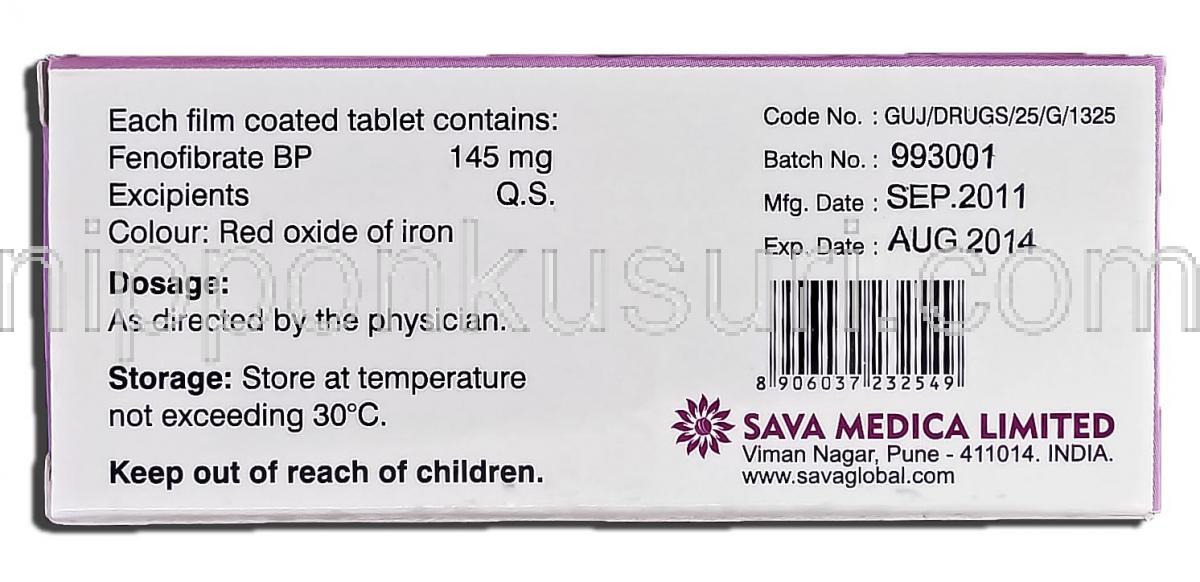 Each film coated tablet contains:
Fenofibrate BP 145 mg
Excipients Q.S.
Colour: Red oxide of iron
Dosage:
As directed by the physician.
Storage: Store at temperature
not exceeding 30°C.
Keep out of reach of children.
Code No. : GUJ/DRUGS/25/G/1325
Batch No. : 993001
Mfg. Date : SEP.2011
Exp. Date : AUG 2014
8 906037 232549
SAVA MEDICA LIMITED
Viman Nagar, Pune - 411014. INDIA.
www.savaglobal.com
nipponkusuri.com